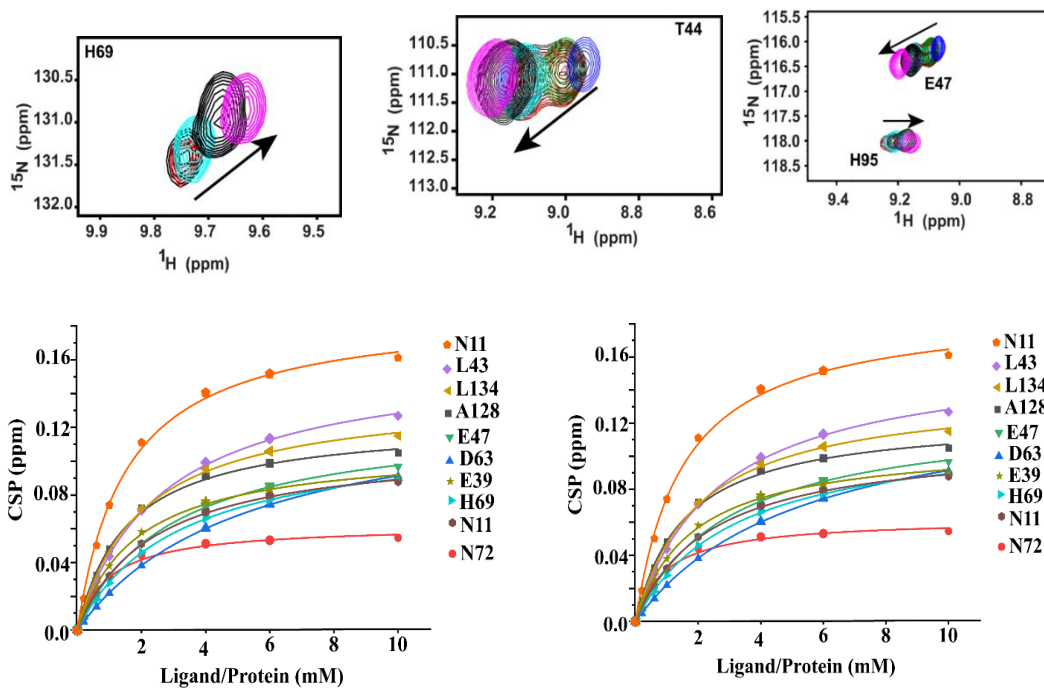 H69
130.5
131.0
131.5
132.0
15N (ppm)
9.9 9.8 9.7 9.6 9.5
1H (ppm)
T44
110.5
111.0
111.5
112.0
112.5
113.0
15N (ppm)
9.2 9.0 8.8 8.6
1H (ppm)
115.5
116.0
116.5
117.0
117.5
118.0
118.5
15N (ppm)
E47
H95
9.4 9.2 9.0 8.8
1H (ppm)
0.16
0.12
0.08
0.04
0.0
CSP (ppm)
2 4 6 8 10
Ligand/Protein (mM)
N11
L43
L134
A128
E47
D63
E39
H69
N11
N72
0.16
0.12
0.08
0.04
0.0
CSP (ppm)
2 4 6 8 10
Ligand/Protein (mM)
N11
L43
L134
A128
E47
D63
E39
H69
N11
N72